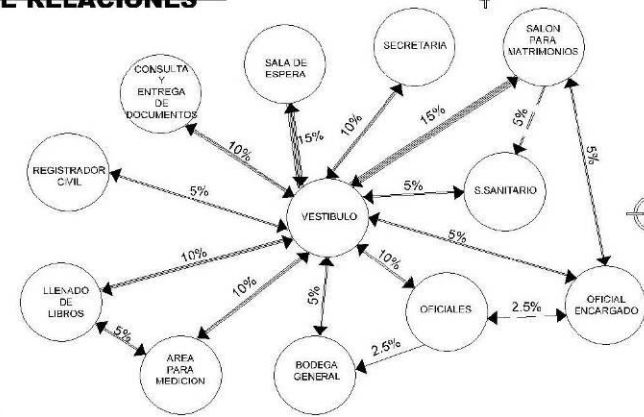 E RELACIONES
CONSULTA
Y
ENTREGA
DE
DOCUMENTOS
SALA DE
ESPERA
SECRETARIA
SALON
PARA
MATRIMONIOS
REGISTRADOR
CIVIL
VESTIBULO
S.SANITARIO
LLENADO
DE
LIBROS
AREA
PARA
MEDICION
BODEGA
GENERAL
OFICIALES
OFICIAL
ENCARGADO
10%
15%
10%
15%
5%
5%
5%
5%
5%
10%
10%
5%
10%
5%
2.5%
2.5%